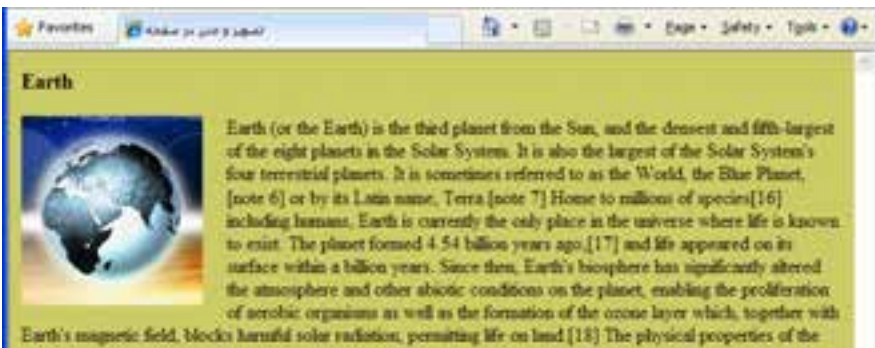 Favorites
Page Safety Tools
Earth
Earth (or the Earth) is the third planet from the Sun, and the densest and fifth-largest
of the eight planets in the Solar System. It is also the largest of the Solar System's
four terrestrial planets. It is sometimes referred to as the World, the Blue Planet,
[note 6] or by its Latin name, Terra.[note 7] Home to millions of species[16]
including humans, Earth is currently the only place in the universe where life is known
to exist. The planet formed 4.54 billion years ago,[17] and life appeared on its
surface within a billion years. Since then, Earth's biosphere has significantly altered
the atmosphere and other abiotic conditions on the planet, enabling the proliferation
of aerobic organisms as well as the formation of the ozone layer which, together with
Earth's magnetic field, blocks harmful solar radiation, permitting life on land.[18] The physical properties of the